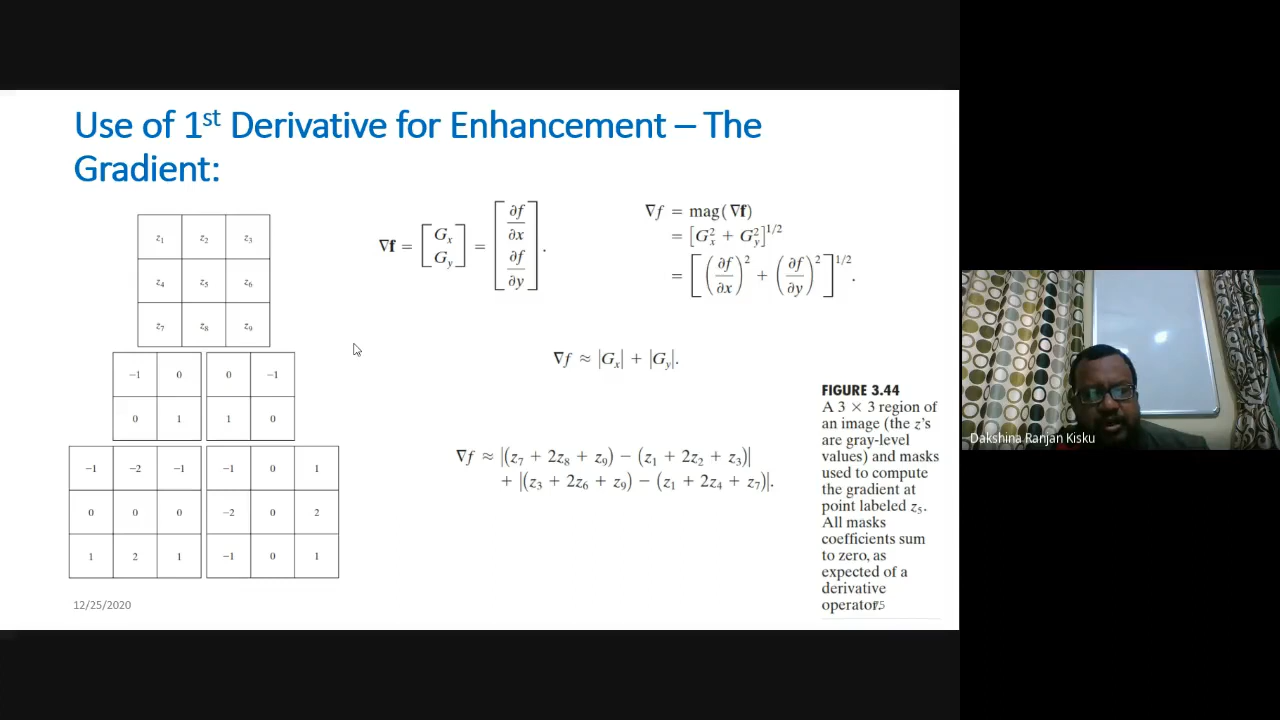 Use of 1st Derivative for Enhancement – The
Gradient:
z1 z2 z3
z4 z5 z6
z7 z8 z9
−1 0 0 −1
0 1 1 0
−1 −2 −1 −1 0 1
0 0 0 −2 0 2
1 2 1 −1 0 1
∇f = [Gx Gy] = [∂f/∂x ∂f/∂y].
∇f = mag(∇f)
= [Gx² + Gy²]^1/2
= [(∂f/∂x)² + (∂f/∂y)²]^1/2.
∇f ≈ |Gx| + |Gy|.
∇f ≈ |(z7 + 2z8 + z9) − (z1 + 2z2 + z3)|
+ |(z3 + 2z6 + z9) − (z1 + 2z4 + z7)|.
FIGURE 3.44
A 3 × 3 region of
an image (the z's
are gray-level
values) and masks
used to compute
the gradient at
point labeled z5.
All masks
coefficients sum
to zero, as
expected of a
derivative
operator.
12/25/2020
Dakshina Ranjan Kisku